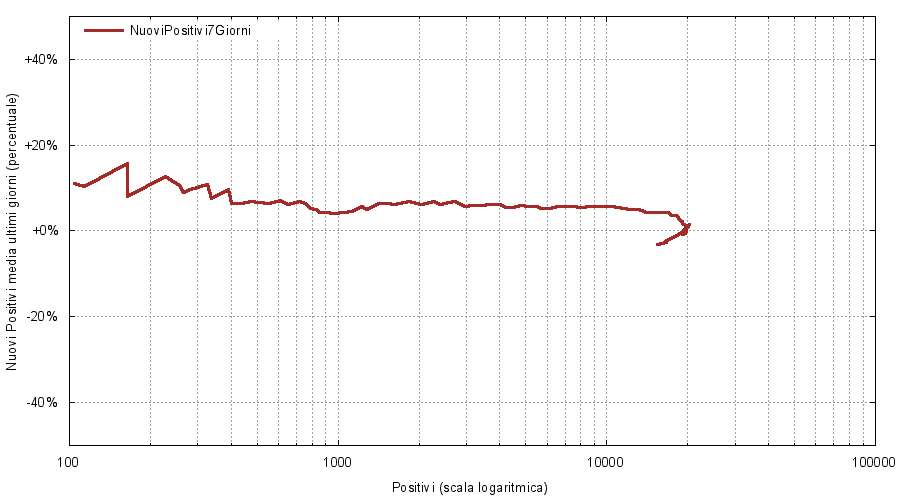 NuoviPositivi7Giorni
+40%
+20%
+0%
-20%
-40%
Nuovi Positivi media ultimi giorni (percentuale)
100 1000 10000 100000
Positivi (scala logaritmica)